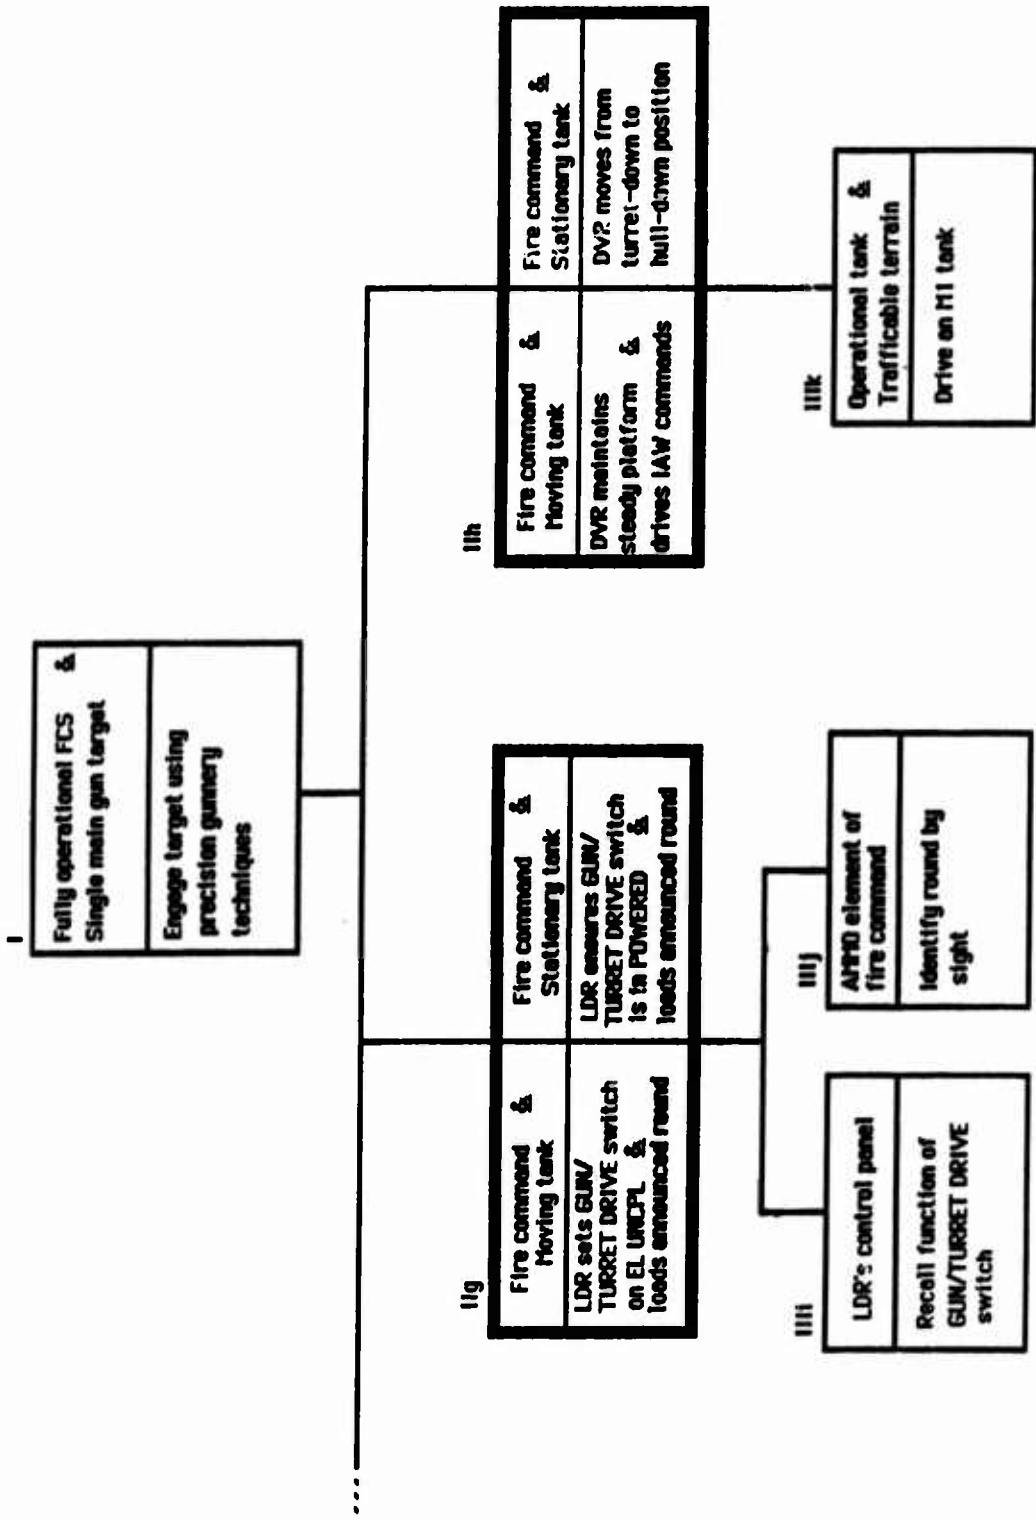 I
Fully operational FCS &
Single main gun target
Engage target using
precision gunnery
techniques
IIg
Fire command &
Moving tank
LDR sets GUN/
TURRET DRIVE switch
on EL UNCPL &
loads announced round
Fire command &
Stationary tank
LDR ensures GUN/
TURRET DRIVE switch
is in POWERED &
loads announced round
IIh
Fire command &
Moving tank
DVR maintains
steady platform &
drives IAW commands
Fire command &
Stationary tank
DVR moves from
turret-down to
hull-down position
IIIi
LDR's control panel
Recall function of
GUN/TURRET DRIVE
switch
IIIj
AMMO element of
fire command
Identify round by
sight
IIIk
Operational tank &
Trafficable terrain
Drive an M1 tank
....